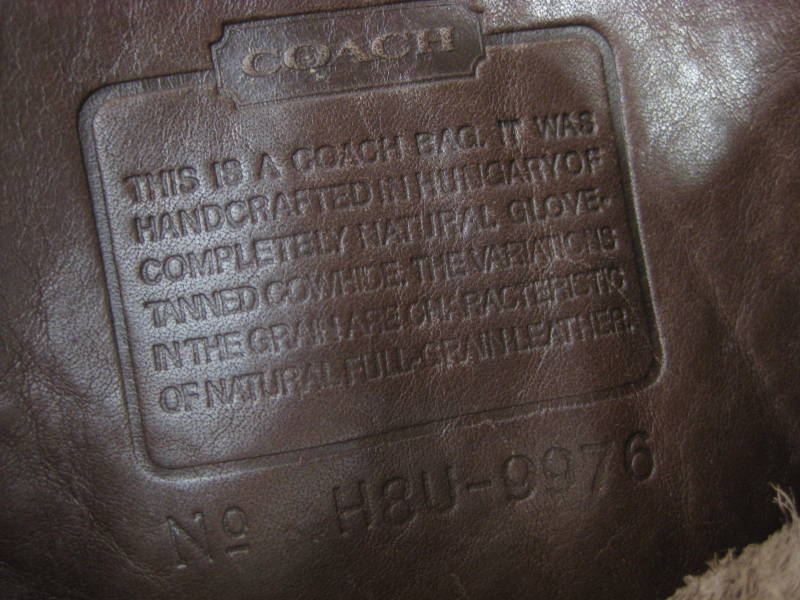 COACH
THIS IS A COACH BAG. IT WAS
HANDCRAFTED IN HUNGARY OF
COMPLETELY NATURAL GLOVE-
TANNED COWHIDE. THE VARIATIONS
IN THE GRAIN ARE CHARACTERISTIC
OF NATURAL FULL-GRAIN LEATHER.
Nº H8U-9976